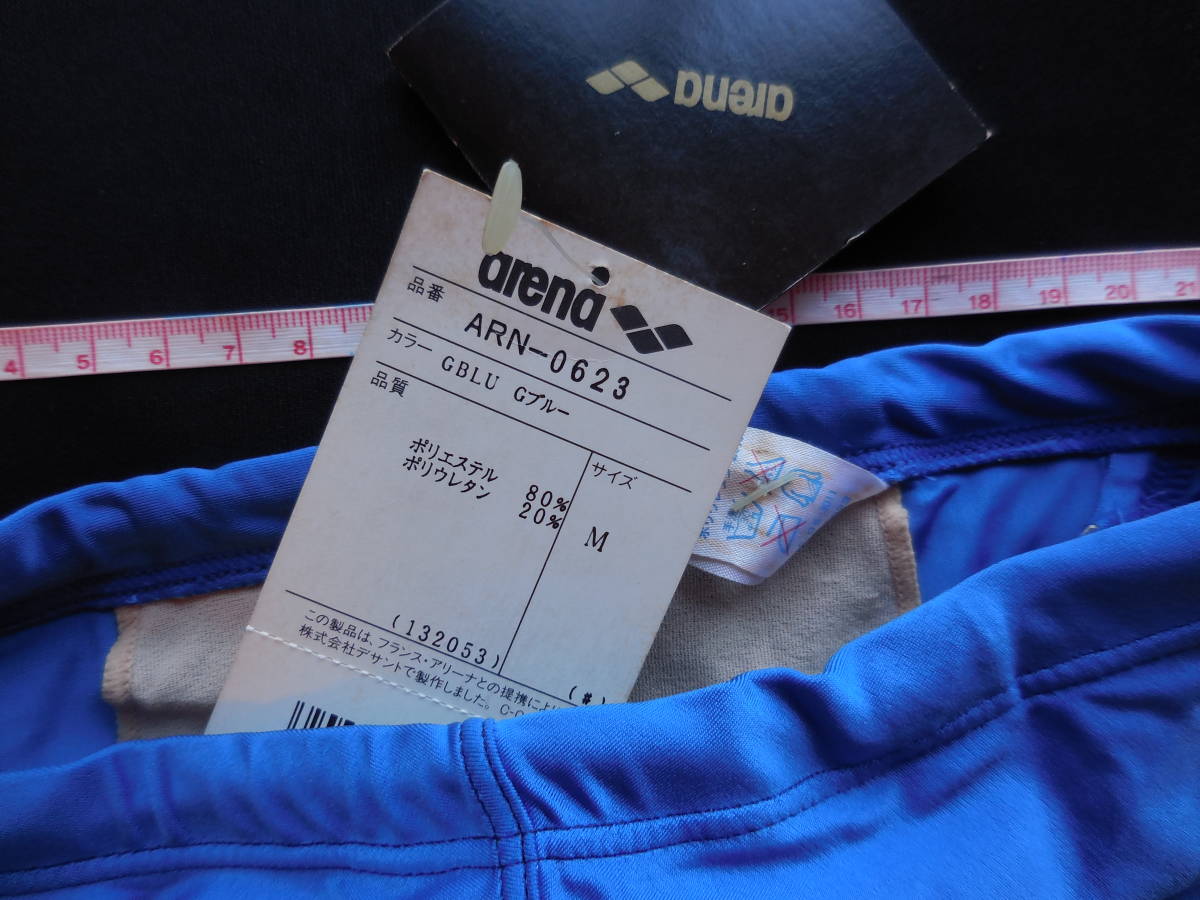 arena
arena
品番 ARN-0623
カラー GBLU Gブルー
品質
サイズ
ポリエステル 80%
ポリウレタン 20%
M
(132053)
(#)
この製品は、フランス・アリーナとの提携により
株式会社デサントで製作しました。
4 5 6 7 8
15 16 17 18 19 20 21